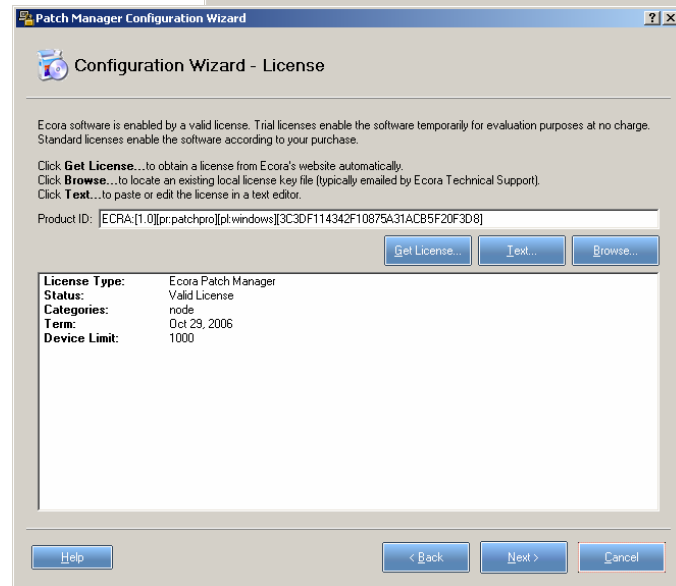 Patch Manager Configuration Wizard
Configuration Wizard - License
Ecora software is enabled by a valid license. Trial licenses enable the software temporarily for evaluation purposes at no charge.
Standard licenses enable the software according to your purchase.
Click Get License...to obtain a license from Ecora's website automatically.
Click Browse...to locate an existing local license key file (typically emailed by Ecora Technical Support).
Click Text...to paste or edit the license in a text editor.
Product ID: ECRA:[1.0][pr:patchpro][pl:windows][3C3DF114342F10875A31ACB5F20F3D8]
Get License... Text... Browse...
License Type: Ecora Patch Manager
Status: Valid License
Categories: node
Term: Oct 29, 2006
Device Limit: 1000
Help < Back Next > Cancel